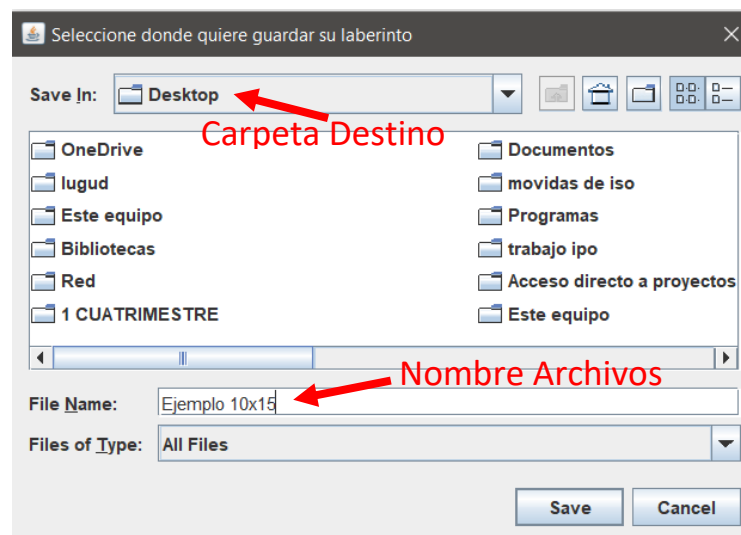 Seleccione donde quiere guardar su laberinto
Save In: Desktop
Carpeta Destino
OneDrive
lugud
Este equipo
Bibliotecas
Red
1 CUATRIMESTRE
Documentos
movidas de iso
Programas
trabajo ipo
Acceso directo a proyectos
Este equipo
Nombre Archivos
File Name: Ejemplo 10x15
Files of Type: All Files
Save Cancel